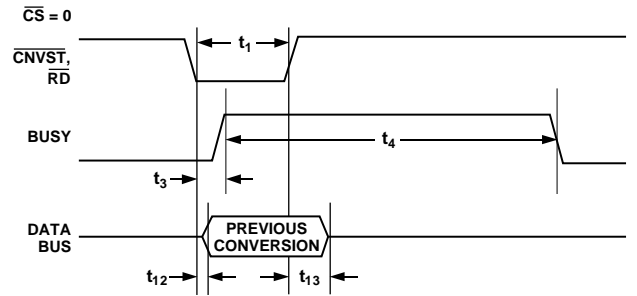 CS = 0
CNVST,
RD
t1
BUSY
t4
t3
DATA
BUS
PREVIOUS
CONVERSION
t12
t13